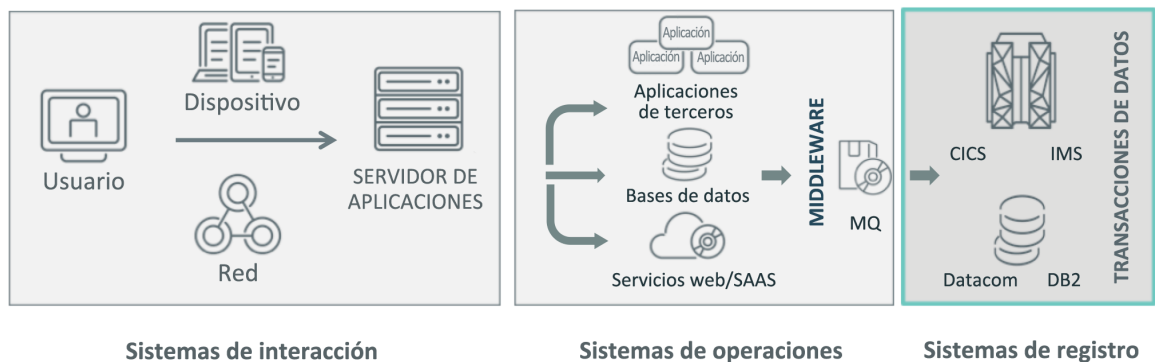 Dispositivo
Usuario
SERVIDOR DE
APLICACIONES
Red
Sistemas de interacción
Aplicación
Aplicación
Aplicación
Aplicaciones
de terceros
Bases de datos
Servicios web/SAAS
MIDDLEWARE
MQ
Sistemas de operaciones
CICS
IMS
Datacom
DB2
TRANSACCIONES DE DATOS
Sistemas de registro